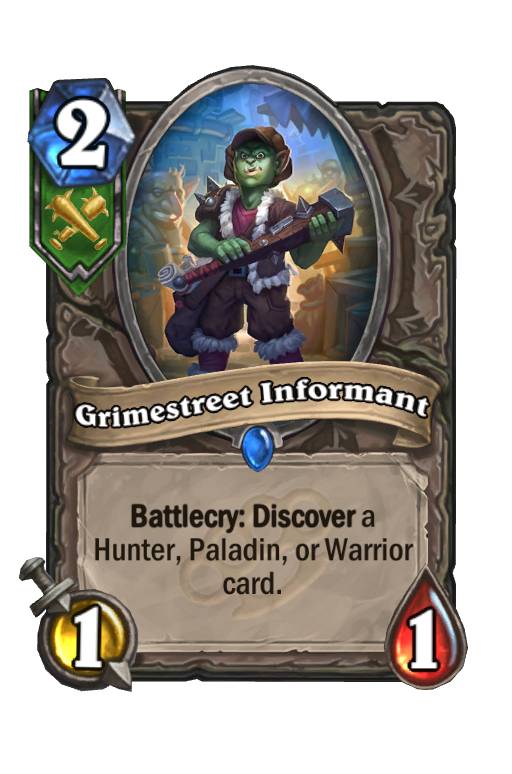 2
Grimestreet Informant
Battlecry: Discover a
Hunter, Paladin, or Warrior
card.
1
1